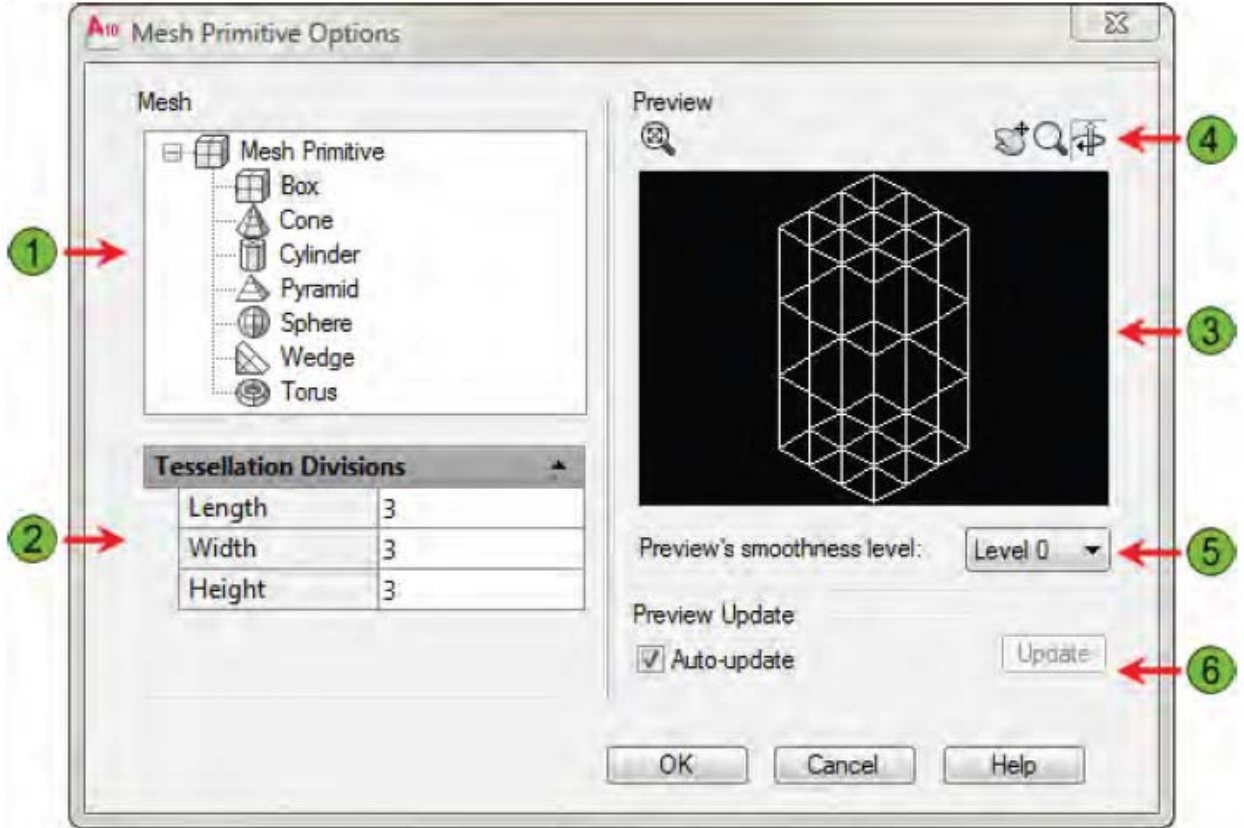 A10 Mesh Primitive Options
Mesh
Mesh Primitive
Box
Cone
Cylinder
Pyramid
Sphere
Wedge
Torus
1
Tessellation Divisions
Length 3
Width 3
Height 3
2
Preview
4
3
Preview's smoothness level: Level 0
5
Preview Update
Auto-update Update
6
OK Cancel Help